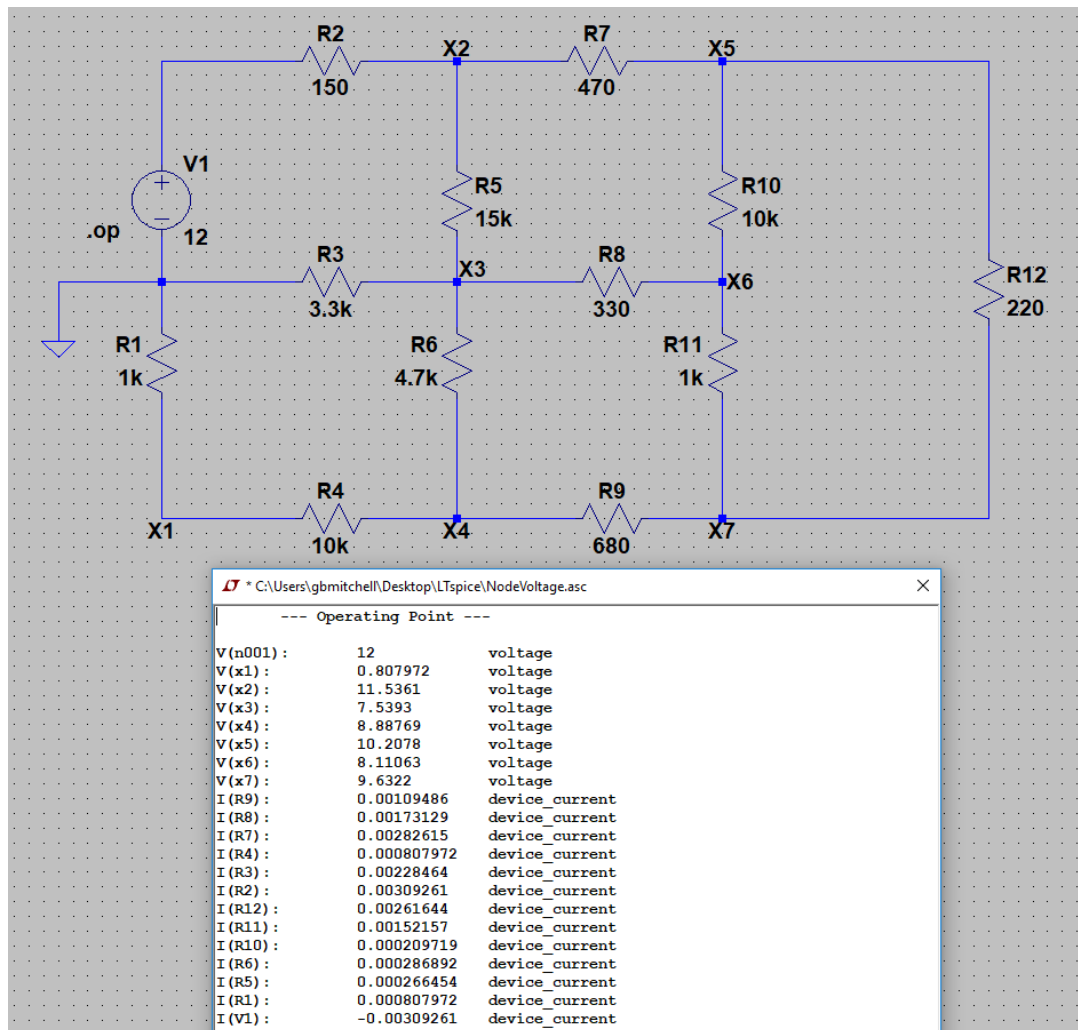 R2
R7
X2
X5
150
470
V1
R5
R10
15k
10k
.op
12
R3
X3
R8
X6
R12
3.3k
330
220
R1
R6
R11
1k
4.7k
1k
R4
R9
X1
X4
X7
10k
680
* C:\Users\gbmitchell\Desktop\LTspice\NodeVoltage.asc
--- Operating Point ---
V(n001): 12 voltage
V(x1): 0.807972 voltage
V(x2): 11.5361 voltage
V(x3): 7.5393 voltage
V(x4): 8.88769 voltage
V(x5): 10.2078 voltage
V(x6): 8.11063 voltage
V(x7): 9.6322 voltage
I(R9): 0.00109486 device_current
I(R8): 0.00173129 device_current
I(R7): 0.00282615 device_current
I(R4): 0.000807972 device_current
I(R3): 0.00228464 device_current
I(R2): 0.00309261 device_current
I(R12): 0.00261644 device_current
I(R11): 0.00152157 device_current
I(R10): 0.000209719 device_current
I(R6): 0.000286892 device_current
I(R5): 0.000266454 device_current
I(R1): 0.000807972 device_current
I(V1): -0.00309261 device_current